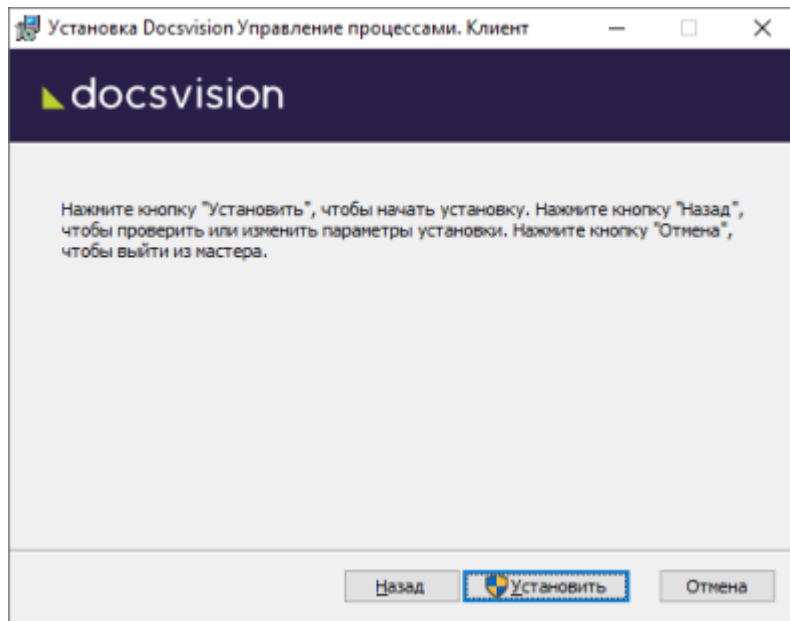 Установка Docsvision Управление процессами. Клиент
docsvision
Нажмите кнопку "Установить", чтобы начать установку. Нажмите кнопку "Назад",
чтобы проверить или изменить параметры установки. Нажмите кнопку "Отмена",
чтобы выйти из мастера.
Назад Установить Отмена